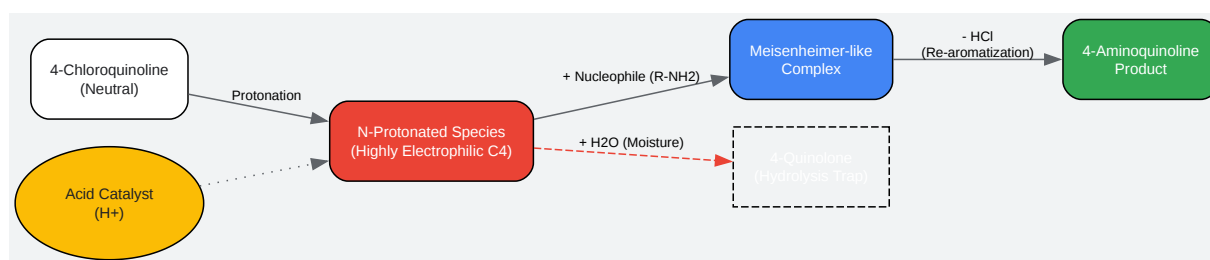 4-Chloroquinoline
(Neutral)
Protonation
Acid Catalyst
(H+)
N-Protonated Species
(Highly Electrophilic C4)
+ Nucleophile (R-NH2)
+ H2O (Moisture)
Meisenheimer-like
Complex
4-Quinolone
(Hydrolysis Trap)
- HCl
(Re-aromatization)
4-Aminoquinoline
Product